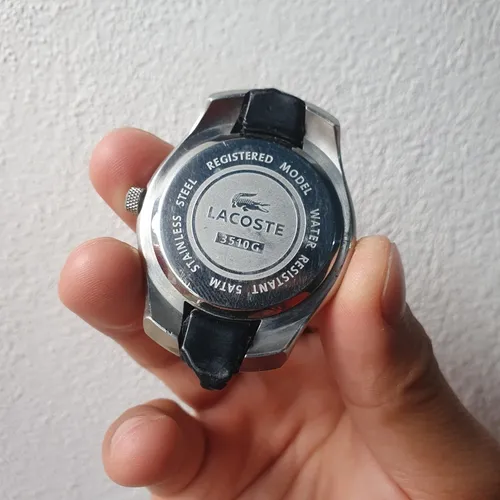 REGISTERED MODEL WATER RESISTANT 5ATM STAINLESS STEEL
LACOSTE
3510G